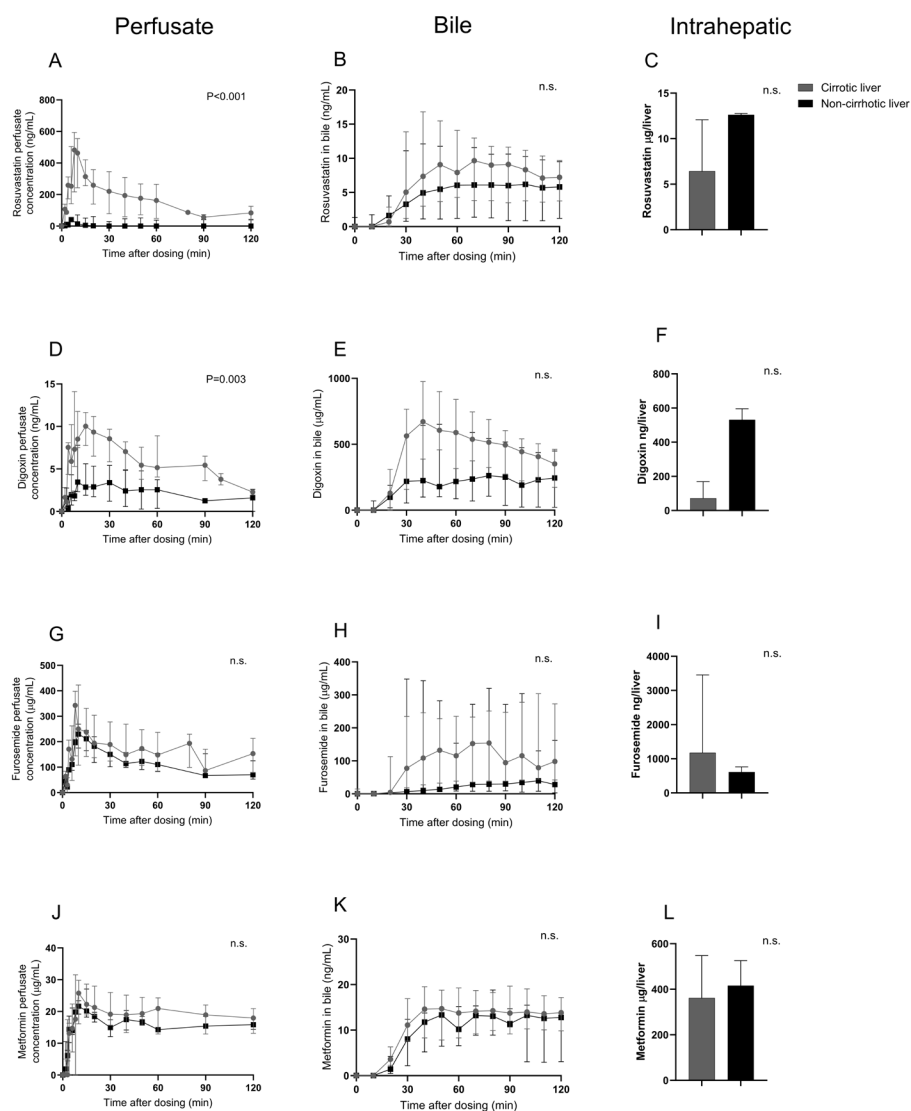 Perfusate
Bile
Intrahepatic
A
P<0.001
Rosuvastatin perfusate
concentration (ng/mL)
800
600
400
200
0
0 30 60 90 120
Time after dosing (min)
B
n.s.
Rosuvastatin in bile (ng/mL)
20
15
10
5
0
0 30 60 90 120
Time after dosing (min)
C
n.s.
Rosuvastatin µg/liver
15
10
5
0
Cirrotic liver
Non-cirrhotic liver
D
P=0.003
Digoxin perfusate
concentration (ng/mL)
15
10
5
0
0 30 60 90 120
Time after dosing (min)
E
n.s.
Digoxin in bile (µg/mL)
1000
500
0
0 30 60 90 120
Time after dosing (min)
F
n.s.
Digoxin ng/liver
800
600
400
200
0
G
n.s.
Furosemide perfusate
concentration (µg/mL)
500
400
300
200
100
0
0 30 60 90 120
Time after dosing (min)
H
n.s.
Furosemide in bile (µg/mL)
400
300
200
100
0
0 30 60 90 120
Time after dosing (min)
I
n.s.
Furosemide ng/liver
4000
3000
2000
1000
0
J
n.s.
Metformin perfusate
concentration (µg/mL)
40
30
20
10
0
0 30 60 90 120
Time after dosing (min)
K
n.s.
Metformin in bile (ng/mL)
30
20
10
0
0 30 60 90 120
Time after dosing (min)
L
n.s.
Metformin µg/liver
600
400
200
0